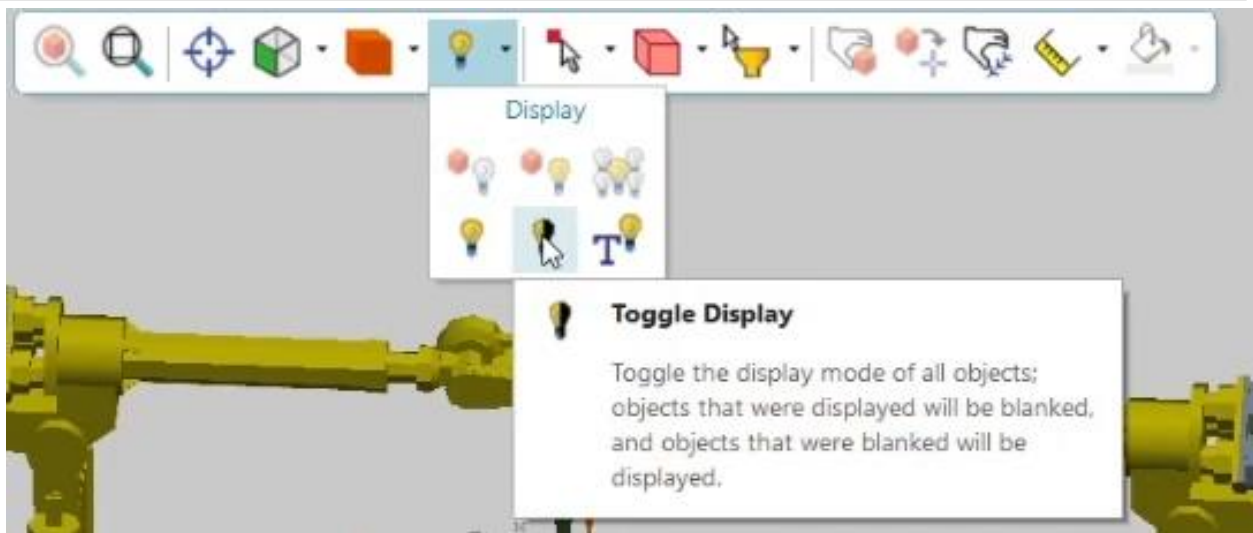 Display
T
Toggle Display
Toggle the display mode of all objects;
objects that were displayed will be blanked,
and objects that were blanked will be
displayed.